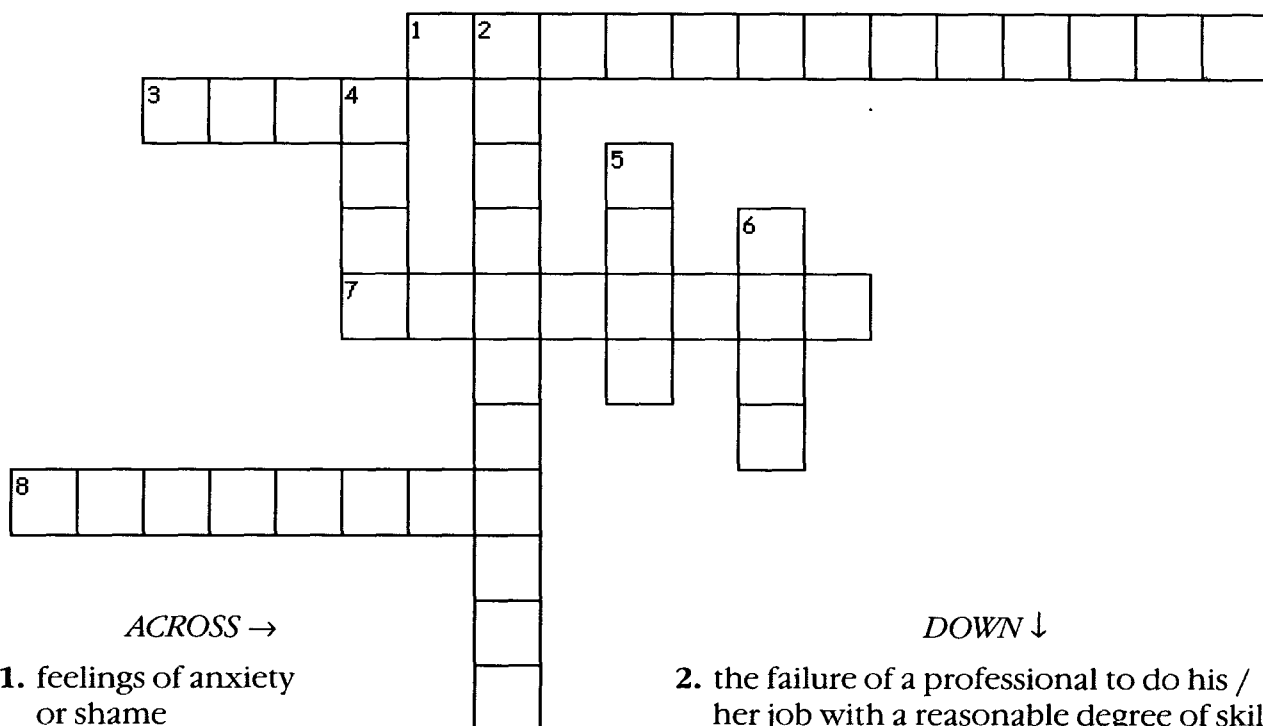 1 2
3 4
5
6
7
8
ACROSS →
DOWN ↓
1. feelings of anxiety
or shame
2. the failure of a professional to do his /
her job with a reasonable degree of skill